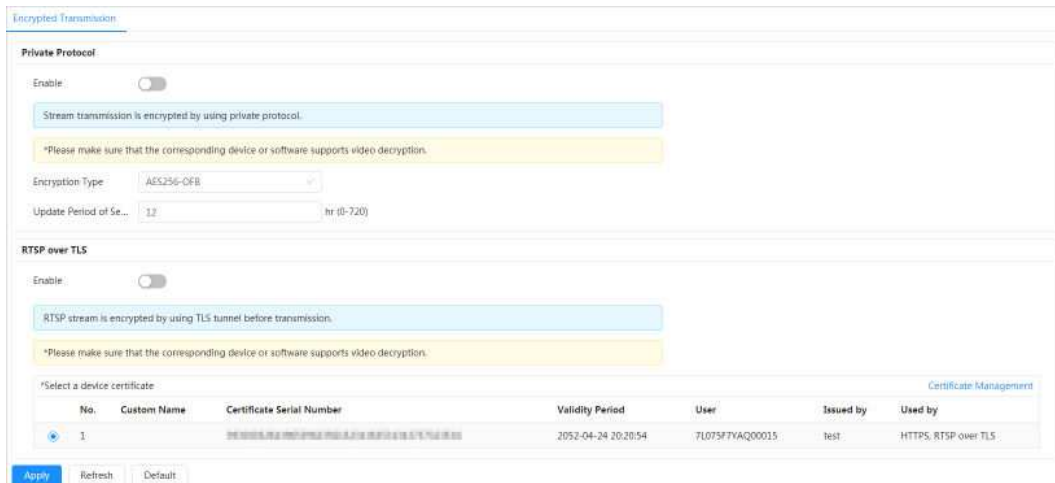 Encrypted Transmission
Private Protocol
Enable
Stream transmission is encrypted by using private protocol.
*Please make sure that the corresponding device or software supports video decryption.
Encryption Type AES256-OFB
Update Period of Se... 12 hr (0-720)
RTSP over TLS
Enable
RTSP stream is encrypted by using TLS tunnel before transmission.
*Please make sure that the corresponding device or software supports video decryption.
*Select a device certificate Certificate Management
No. Custom Name Certificate Serial Number Validity Period User Issued by Used by
1 2052-04-24 20:20:54 7L075F7YAQ00015 test HTTPS, RTSP over TLS
Apply Refresh Default